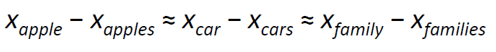 x_apple − x_apples ≈ x_car − x_cars ≈ x_family − x_families